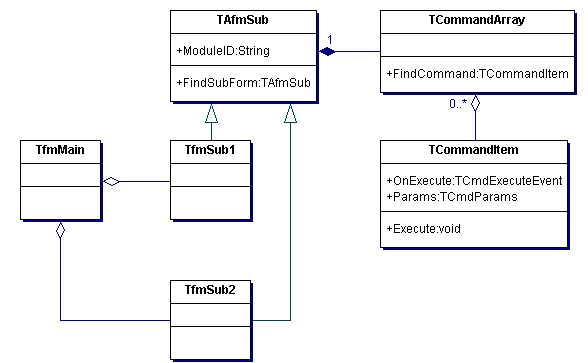 TAfmSub
+ModuleID:String
+FindSubForm:TAfmSub
1
TCommandArray
+FindCommand:TCommandItem
0..*
TfmMain
TfmSub1
TCommandItem
+OnExecute:TCmdExecuteEvent
+Params:TCmdParams
+Execute:void
TfmSub2